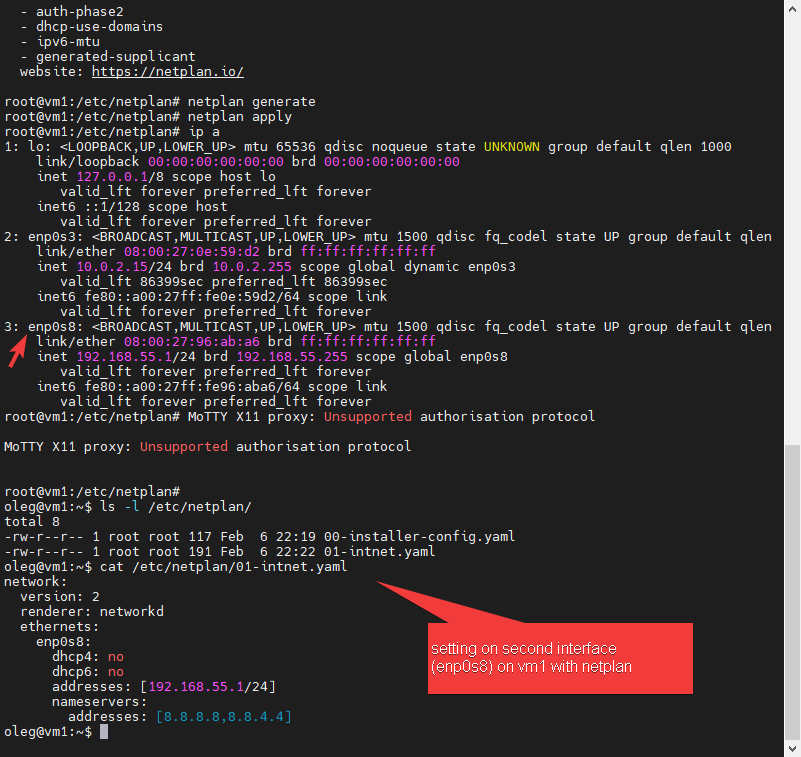 - auth-phase2
  - dhcp-use-domains
  - ipv6-mtu
  - generated-supplicant
  website: https://netplan.io/

root@vm1:/etc/netplan# netplan generate
root@vm1:/etc/netplan# netplan apply
root@vm1:/etc/netplan# ip a
1: lo: <LOOPBACK,UP,LOWER_UP> mtu 65536 qdisc noqueue state UNKNOWN group default qlen 1000
    link/loopback 00:00:00:00:00:00 brd 00:00:00:00:00:00
    inet 127.0.0.1/8 scope host lo
       valid_lft forever preferred_lft forever
    inet6 ::1/128 scope host
       valid_lft forever preferred_lft forever
2: enp0s3: <BROADCAST,MULTICAST,UP,LOWER_UP> mtu 1500 qdisc fq_codel state UP group default qlen
    link/ether 08:00:27:0e:59:d2 brd ff:ff:ff:ff:ff:ff
    inet 10.0.2.15/24 brd 10.0.2.255 scope global dynamic enp0s3
       valid_lft 86399sec preferred_lft 86399sec
    inet6 fe80::a00:27ff:fe0e:59d2/64 scope link
       valid_lft forever preferred_lft forever
3: enp0s8: <BROADCAST,MULTICAST,UP,LOWER_UP> mtu 1500 qdisc fq_codel state UP group default qlen
    link/ether 08:00:27:96:ab:a6 brd ff:ff:ff:ff:ff:ff
    inet 192.168.55.1/24 brd 192.168.55.255 scope global enp0s8
       valid_lft forever preferred_lft forever
    inet6 fe80::a00:27ff:fe96:aba6/64 scope link
       valid_lft forever preferred_lft forever
root@vm1:/etc/netplan# MoTTY X11 proxy: Unsupported authorisation protocol

MoTTY X11 proxy: Unsupported authorisation protocol

root@vm1:/etc/netplan#
oleg@vm1:~$ ls -l /etc/netplan/
total 8
-rw-r--r-- 1 root root 117 Feb  6 22:19 00-installer-config.yaml
-rw-r--r-- 1 root root 191 Feb  6 22:22 01-intnet.yaml
oleg@vm1:~$ cat /etc/netplan/01-intnet.yaml
network:
  version: 2
  renderer: networkd
  ethernets:
    enp0s8:
      dhcp4: no
      dhcp6: no
      addresses: [192.168.55.1/24]
      nameservers:
        addresses: [8.8.8.8,8.8.4.4]
oleg@vm1:~$
setting on second interface
(enp0s8) on vm1 with netplan